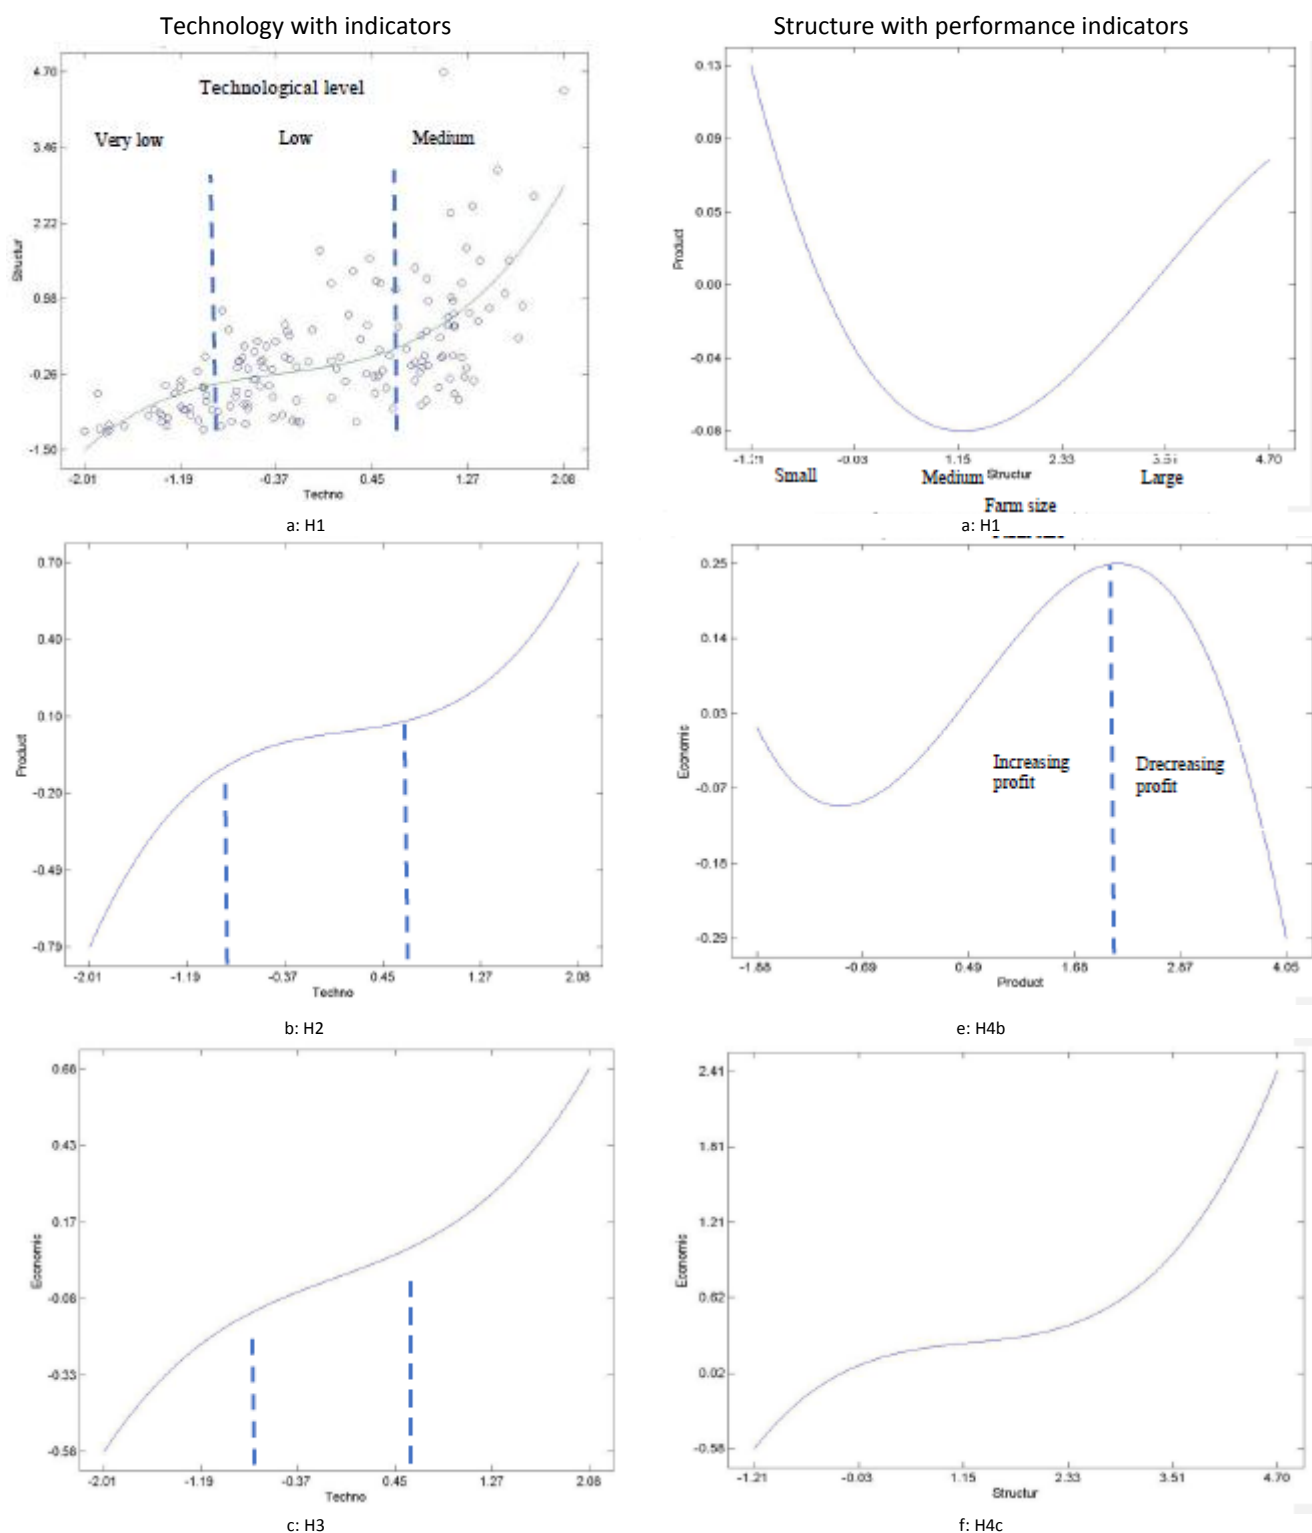 Technology with indicators
4.70
3.46
2.22
0.98
-0.26
-1.50
Structur
Technological level
Very low
Low
Medium
-2.01
-1.19
-0.37
0.45
1.27
2.08
Techno
a: H1
0.70
0.40
0.10
-0.20
-0.49
-0.79
Product
-2.01
-1.19
-0.37
0.45
1.27
2.08
Techno
b: H2
0.68
0.43
0.17
-0.08
-0.33
-0.58
Economic
-2.01
-1.19
-0.37
0.45
1.27
2.08
Techno
c: H3
Structure with performance indicators
0.13
0.09
0.05
0.00
-0.04
-0.08
Product
-1.21
-0.03
1.15
2.33
3.51
4.70
Small
Medium
Structur
Large
Farm size
a: H1
0.25
0.14
0.03
-0.07
-0.18
-0.29
Economic
Increasing
profit
Drecreasing
profit
-1.88
-0.69
0.49
1.68
2.87
4.05
Product
e: H4b
2.41
1.81
1.21
0.62
0.02
-0.58
Economic
-1.21
-0.03
1.15
2.33
3.51
4.70
Structur
f: H4c